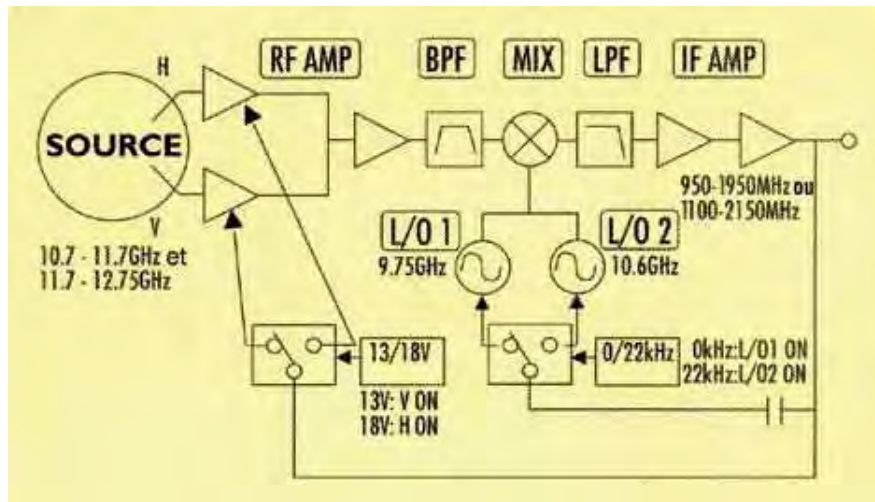 RF AMP
BPF
MIX
LPF
IF AMP
H
SOURCE
V
10.7 - 11.7GHz et
11.7 - 12.75GHz
950-1950MHz ou
1100-2150MHz
L/O 1
9.75GHz
L/O 2
10.6GHz
13/18V
13V: V ON
18V: H ON
0/22kHz
0kHz:L/O1 ON
22kHz:L/O2 ON